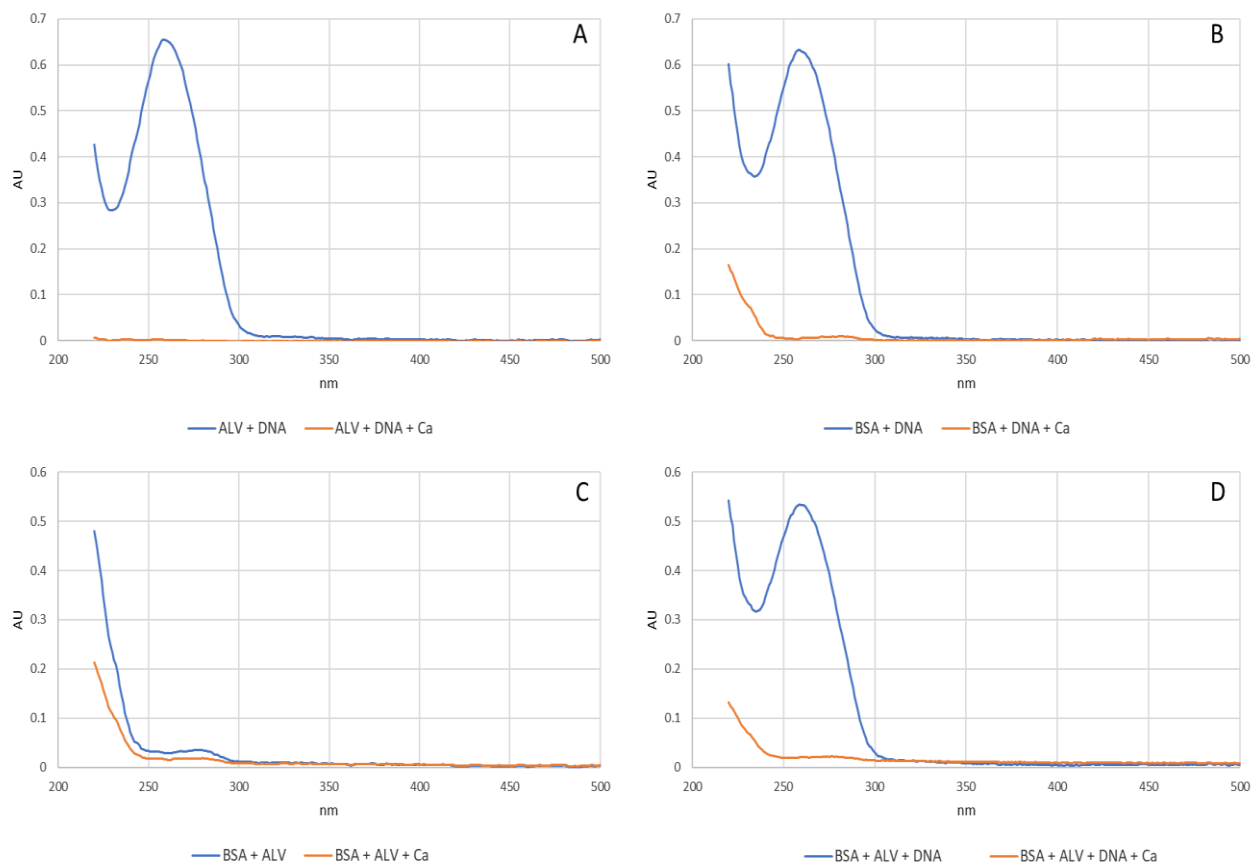 A
0.7
0.6
0.5
0.4
0.3
0.2
0.1
0
AU
200 250 300 350 400 450 500
nm
ALV + DNA ALV + DNA + Ca
B
0.7
0.6
0.5
0.4
0.3
0.2
0.1
0
AU
200 250 300 350 400 450 500
nm
BSA + DNA BSA + DNA + Ca
C
0.6
0.5
0.4
0.3
0.2
0.1
0
AU
200 250 300 350 400 450 500
nm
BSA + ALV BSA + ALV + Ca
D
0.6
0.5
0.4
0.3
0.2
0.1
0
AU
200 250 300 350 400 450 500
nm
BSA + ALV + DNA BSA + ALV + DNA + Ca